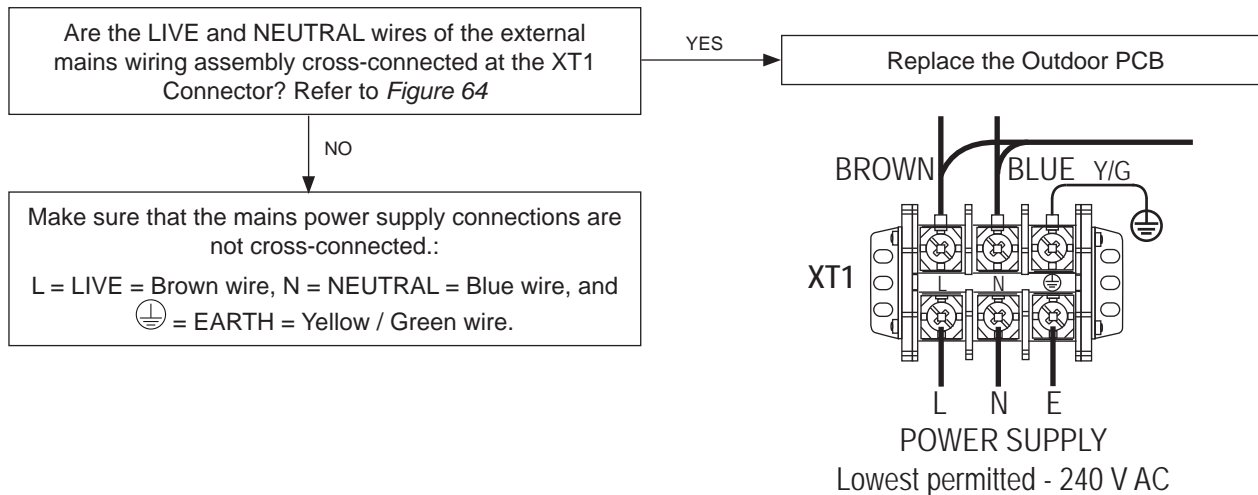 Are the LIVE and NEUTRAL wires of the external
mains wiring assembly cross-connected at the XT1
Connector? Refer to Figure 64
YES
Replace the Outdoor PCB
NO
Make sure that the mains power supply connections are
not cross-connected.:
L = LIVE = Brown wire, N = NEUTRAL = Blue wire, and
⏚ = EARTH = Yellow / Green wire.
BROWN
BLUE
Y/G
XT1
L
N
L
N
E
POWER SUPPLY
Lowest permitted - 240 V AC